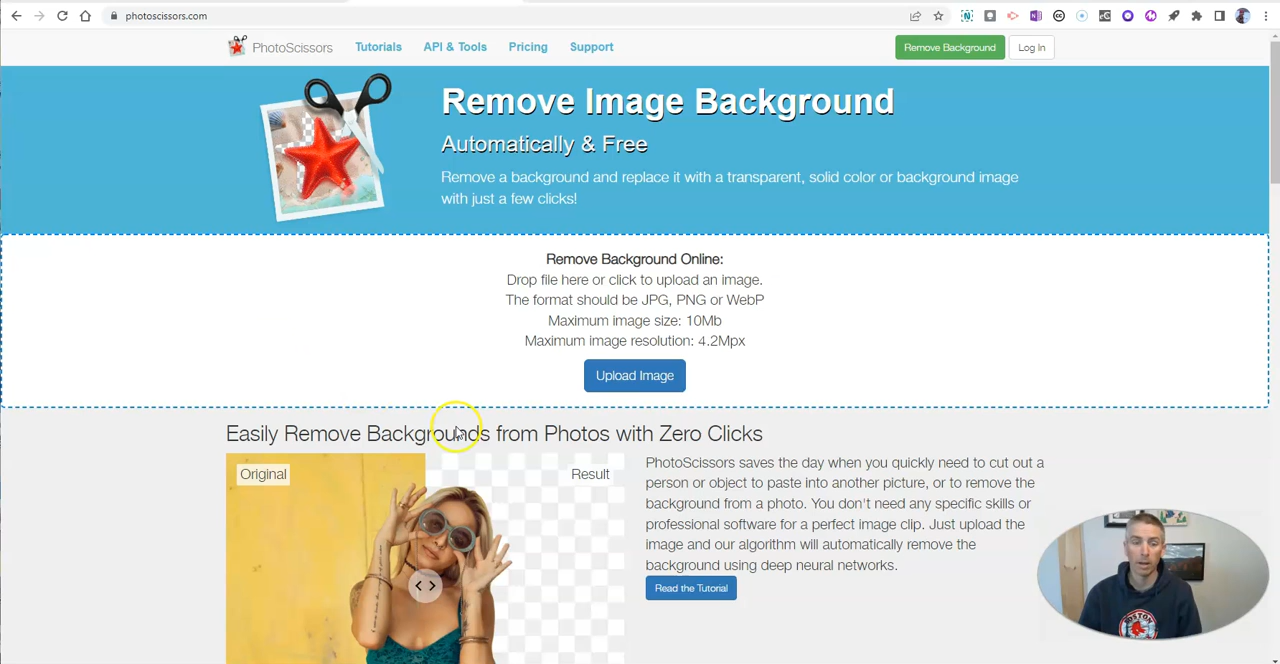 photoscissors.com
PhotoScissors
Tutorials
API & Tools
Pricing
Support
Remove Background
Log In
Remove Image Background
Automatically & Free
Remove a background and replace it with a transparent, solid color or background image
with just a few clicks!
Remove Background Online:
Drop file here or click to upload an image.
The format should be JPG, PNG or WebP
Maximum image size: 10Mb
Maximum image resolution: 4.2Mpx
Upload Image
Easily Remove Backgrounds from Photos with Zero Clicks
Original
Result
PhotoScissors saves the day when you quickly need to cut out a
person or object to paste into another picture, or to remove the
background from a photo. You don't need any specific skills or
professional software for a perfect image clip. Just upload the
image and our algorithm will automatically remove the
background using deep neural networks.
Read the Tutorial
BOSTON